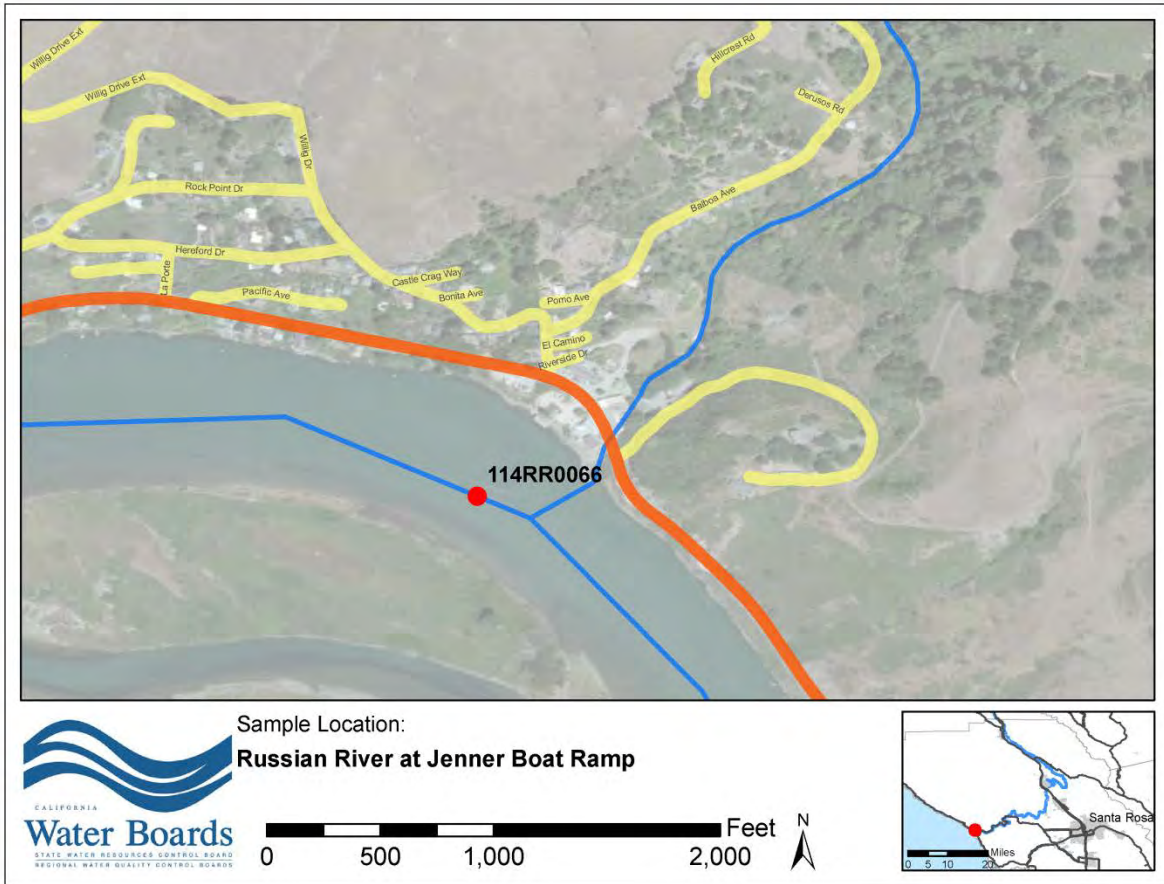 Willig Drive Ext
Willig Drive Ext
Willig Dr
Rock Point Dr
Hereford Dr
La Porte
Pacific Ave
Castle Crag Way
Bonita Ave
Hillcrest Rd
Derusos Rd
Balboa Ave
Pomo Ave
El Camino
Riverside Dr
114RR0066
Sample Location:
Russian River at Jenner Boat Ramp
CALIFORNIA
Water Boards
STATE WATER RESOURCES CONTROL BOARD
REGIONAL WATER QUALITY CONTROL BOARDS
Feet
0 500 1,000 2,000
N
Santa Rosa
Miles
0 5 10 20